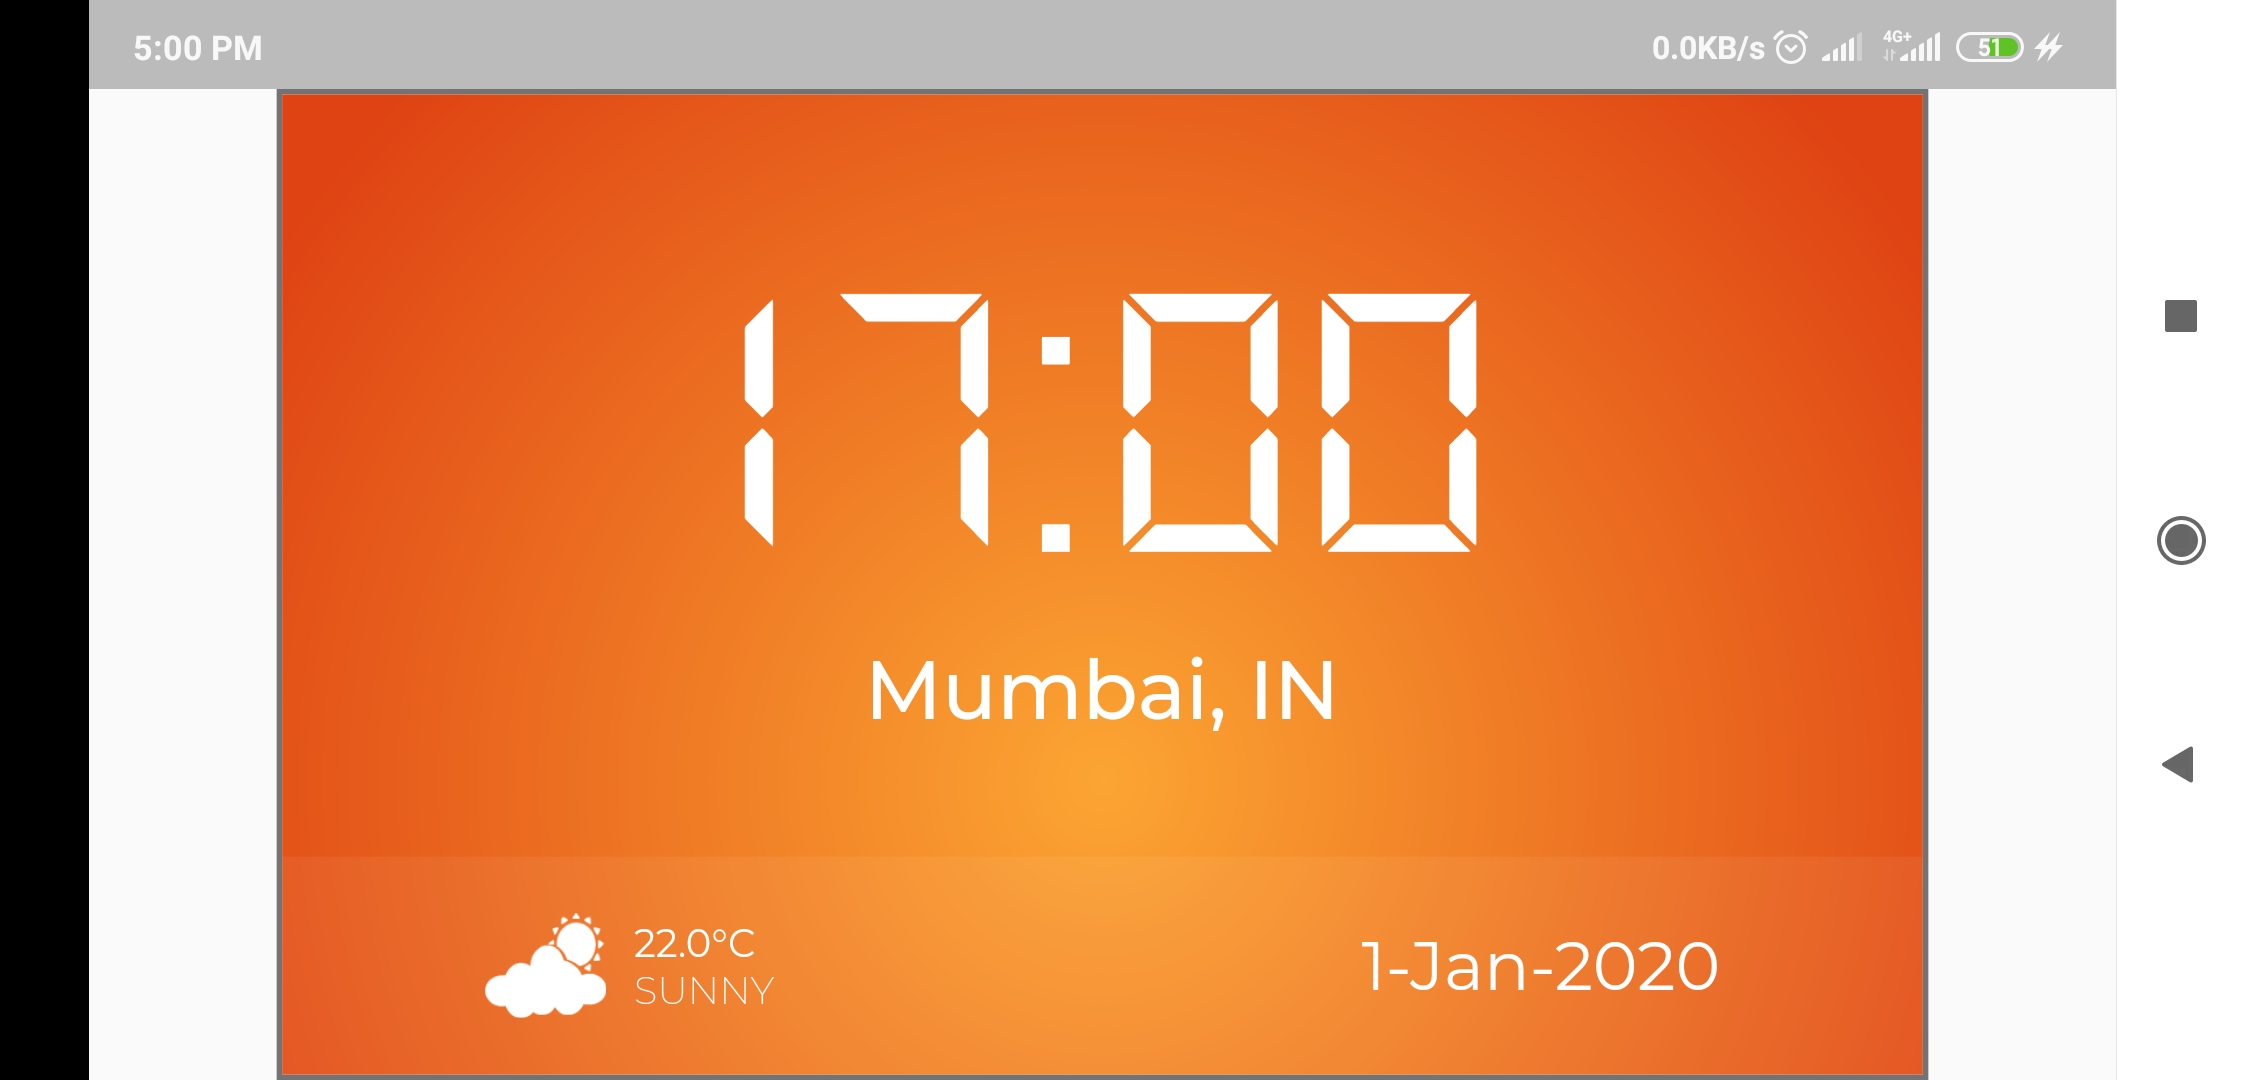 5:00 PM 0.0KB/s 4G+ 51
17:00
Mumbai, IN
22.0°C
SUNNY
1-Jan-2020